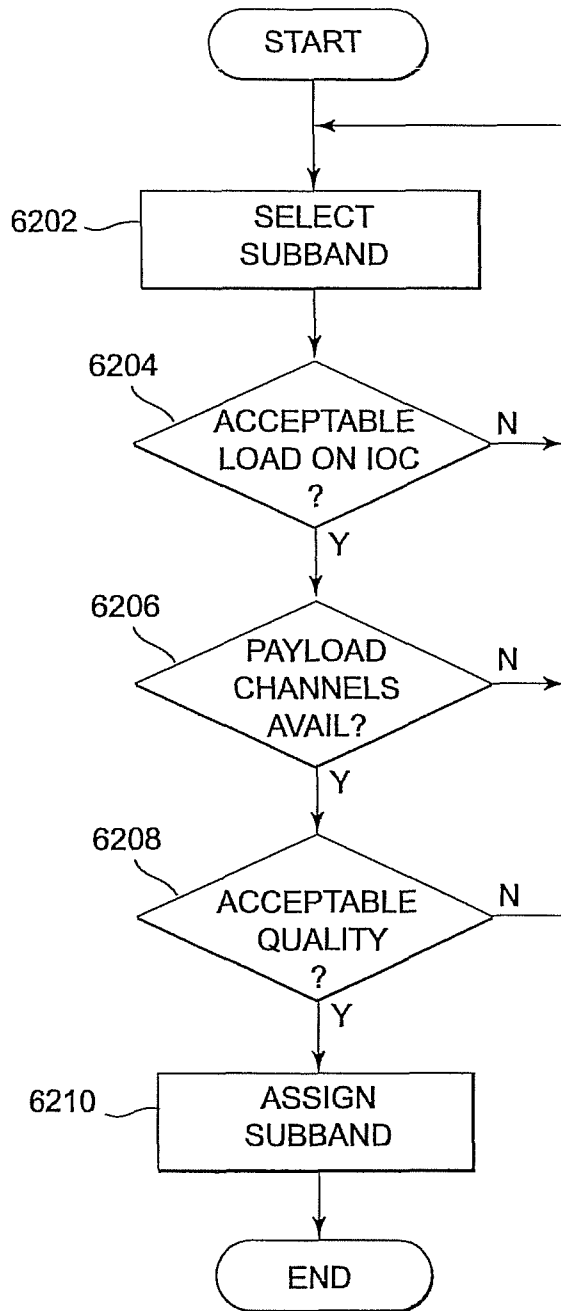 START
6202
SELECT
SUBBAND
6204
ACCEPTABLE
LOAD ON IOC
?
N
Y
6206
PAYLOAD
CHANNELS
AVAIL?
N
Y
6208
ACCEPTABLE
QUALITY
?
N
Y
6210
ASSIGN
SUBBAND
END